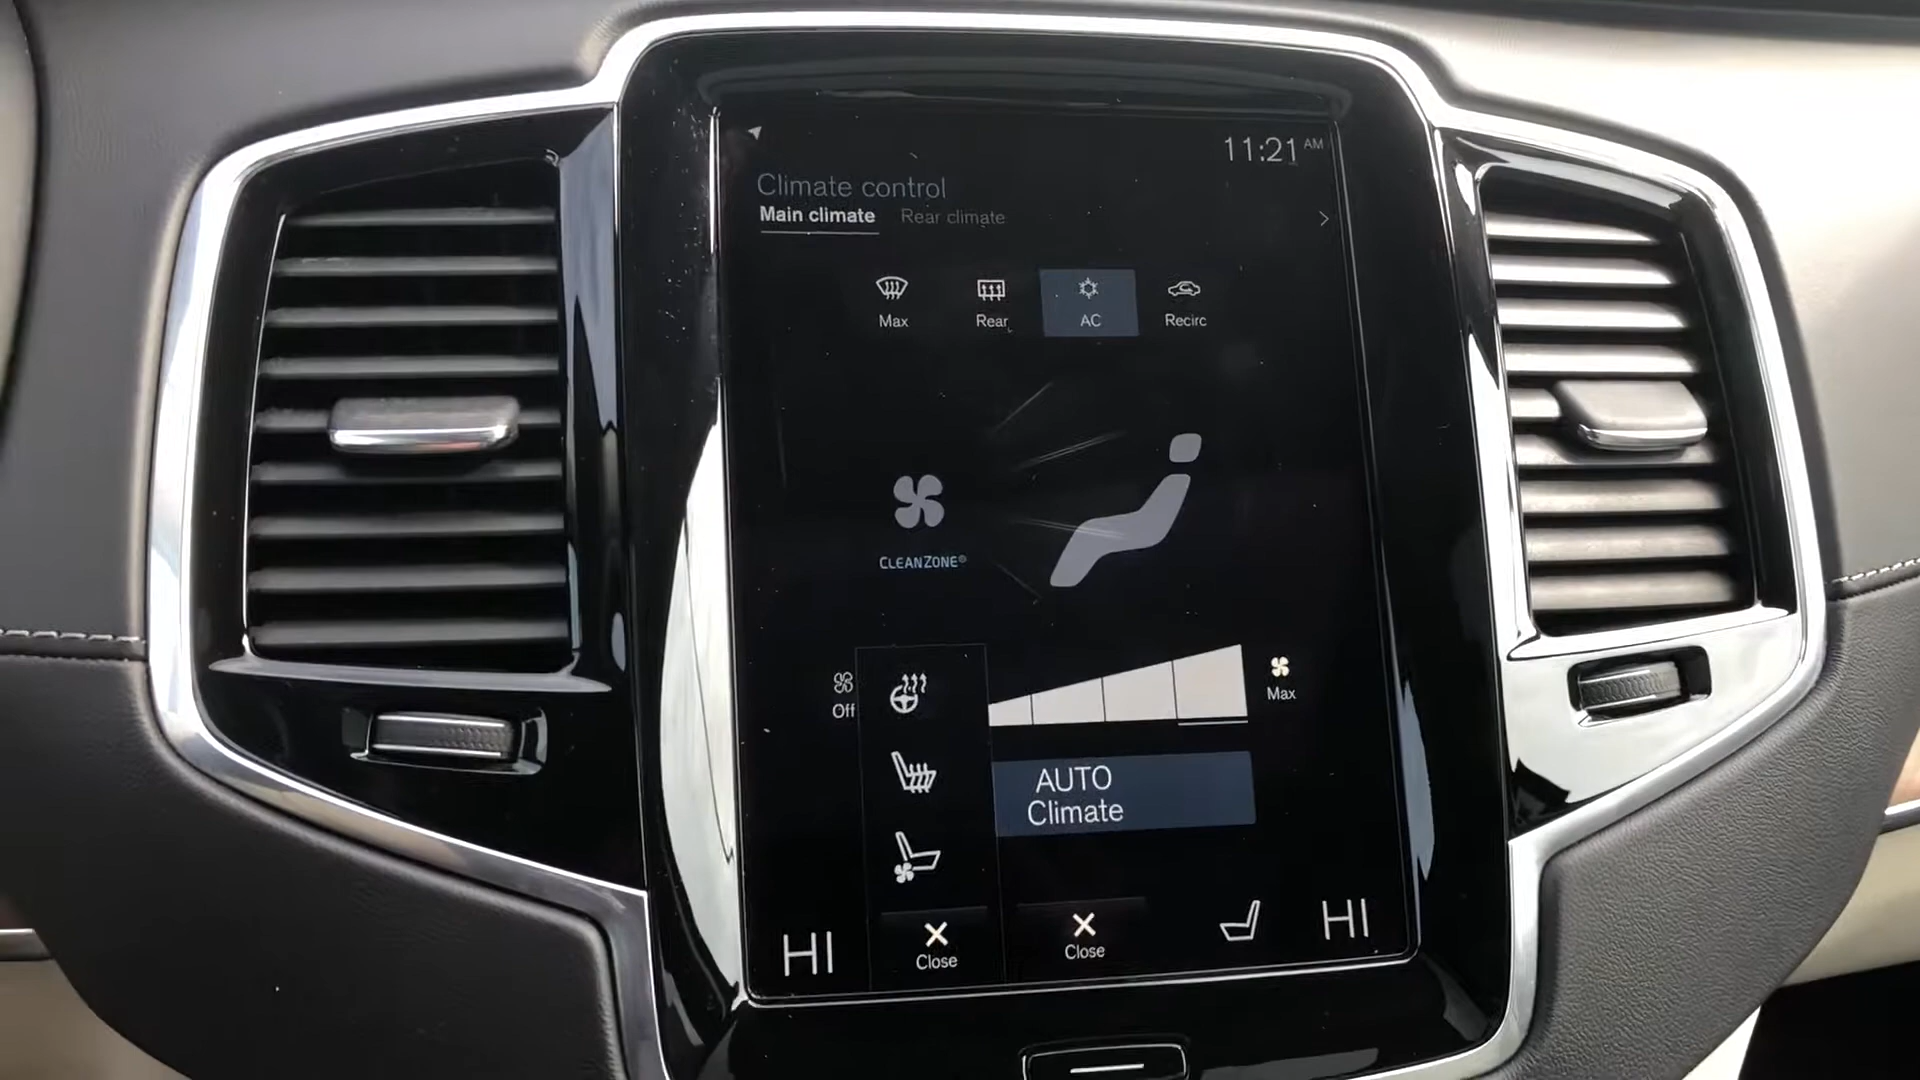 11:21 AM
Climate control
Main climate Rear climate
Max Rear AC Recirc
CLEANZONE®
Off
Max
AUTO
Climate
HI
Close
Close
HI